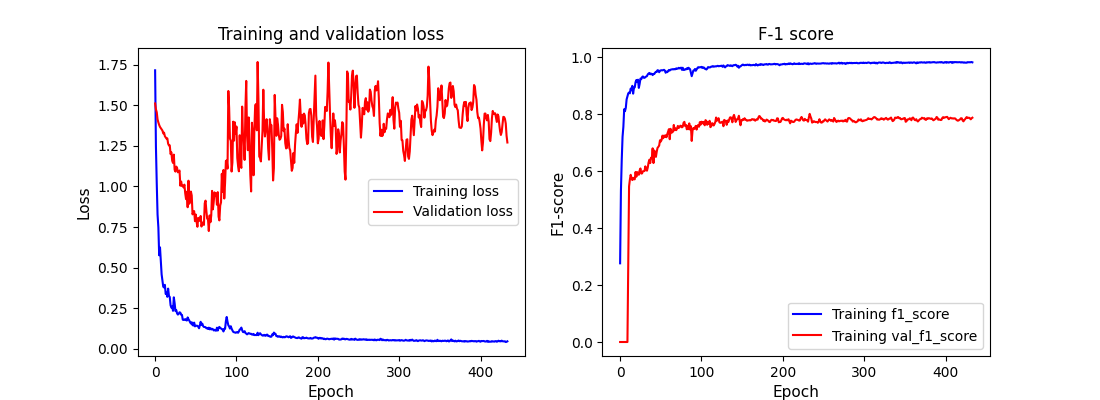 Training and validation loss
1.75
1.50
1.25
1.00
0.75
0.50
0.25
0.00
Loss
0 100 200 300 400
Epoch
Training loss
Validation loss
F-1 score
1.0
0.8
0.6
0.4
0.2
0.0
F1-score
0 100 200 300 400
Epoch
Training f1_score
Training val_f1_score